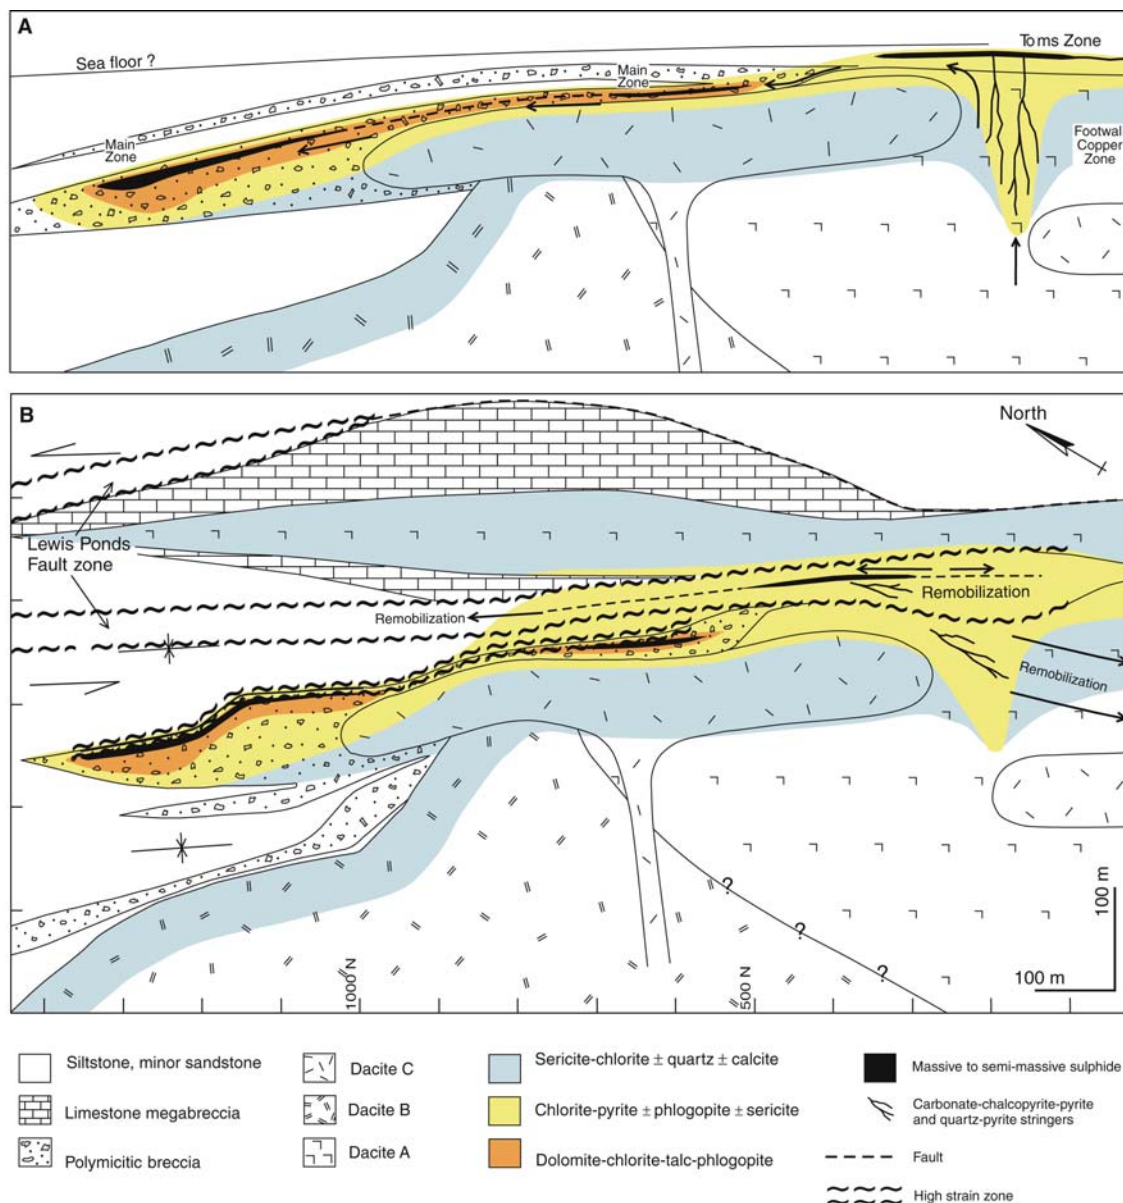 A
Toms Zone
Sea floor ?
Main
Zone
Main
Zone
Footwall
Copper
Zone
B
North
Lewis Ponds
Fault zone
Remobilization
Remobilization
Remobilization
?
?
?
1000 N
500 N
100 m
100 m
Siltstone, minor sandstone
Limestone megabreccia
Polymicitic breccia
Dacite C
Dacite B
Dacite A
Sericite-chlorite ± quartz ± calcite
Chlorite-pyrite ± phlogopite ± sericite
Dolomite-chlorite-talc-phlogopite
Massive to semi-massive sulphide
Carbonate-chalcopyrite-pyrite
and quartz-pyrite stringers
Fault
High strain zone